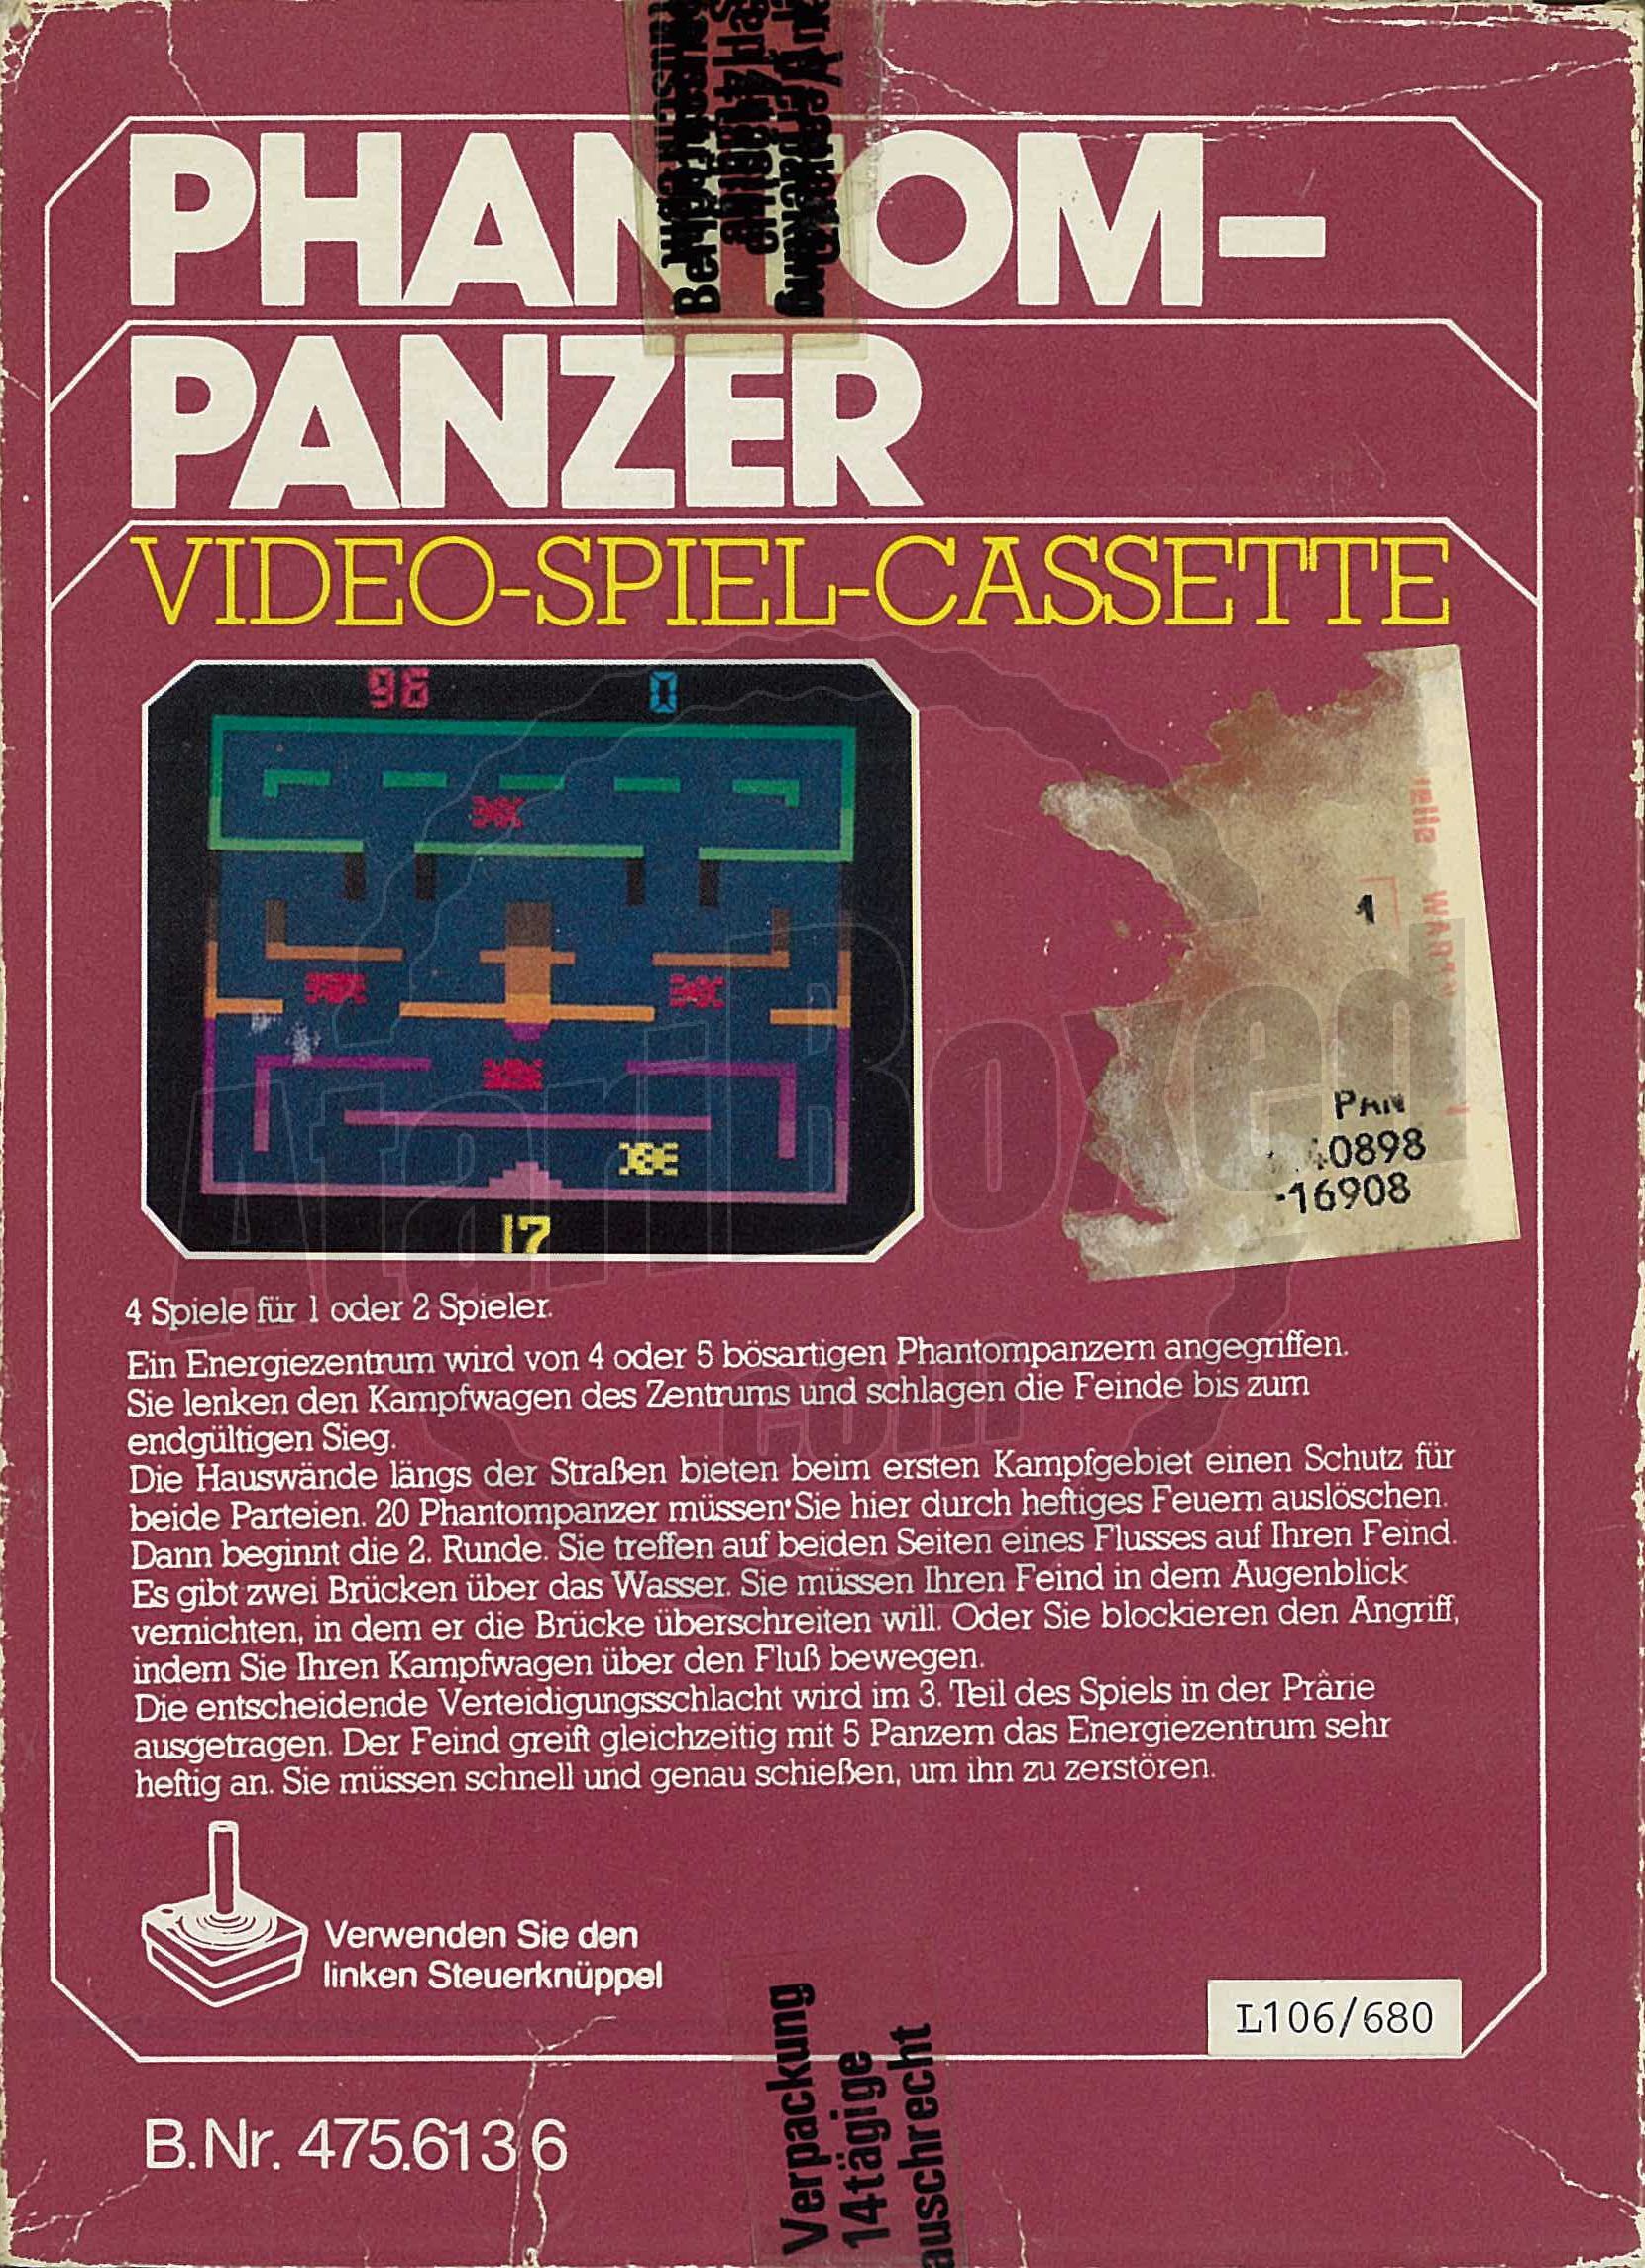 PHANTOM-
PANZER
VIDEO-SPIEL-CASSETTE
96 0
17
1
PAN
0898
-16908
4 Spiele für 1 oder 2 Spieler.
Ein Energiezentrum wird von 4 oder 5 bösartigen Phantompanzern angegriffen.
Sie lenken den Kampfwagen des Zentrums und schlagen die Feinde bis zum
endgültigen Sieg.
Die Hauswände längs der Straßen bieten beim ersten Kampfgebiet einen Schutz für
beide Parteien. 20 Phantompanzer müssen Sie hier durch heftiges Feuern auslöschen.
Dann beginnt die 2. Runde. Sie treffen auf beiden Seiten eines Flusses auf Ihren Feind.
Es gibt zwei Brücken über das Wasser. Sie müssen Ihren Feind in dem Augenblick
vernichten, in dem er die Brücke überschreiten will. Oder Sie blockieren den Angriff,
indem Sie Ihren Kampfwagen über den Fluß bewegen.
Die entscheidende Verteidigungsschlacht wird im 3. Teil des Spiels in der Prärie
ausgetragen. Der Feind greift gleichzeitig mit 5 Panzern das Energiezentrum sehr
heftig an. Sie müssen schnell und genau schießen, um ihn zu zerstören.
AtariBoxed
.com
Verwenden Sie den
linken Steuerknüppel
L106/680
B.Nr. 475.613 6
Verpackung
14tägige
auschrecht